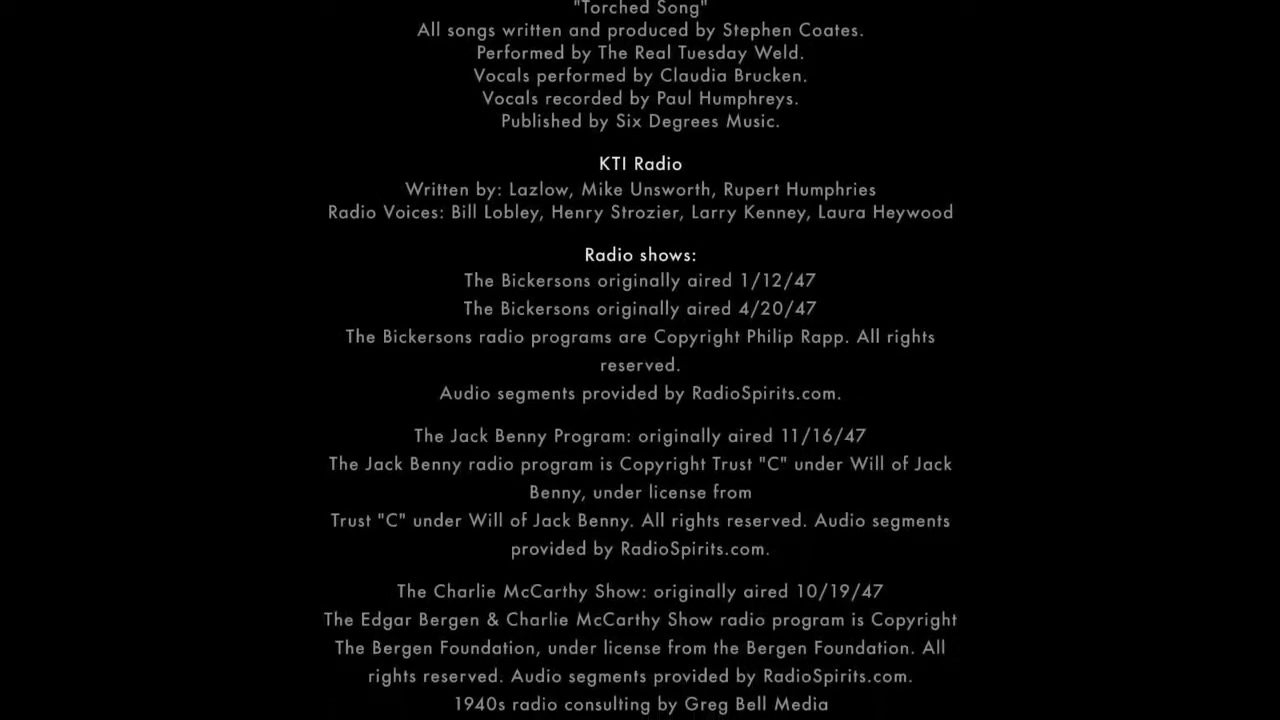 "Torched Song"
All songs written and produced by Stephen Coates.
Performed by The Real Tuesday Weld.
Vocals performed by Claudia Brucken.
Vocals recorded by Paul Humphreys.
Published by Six Degrees Music.
KTI Radio
Written by: Lazlow, Mike Unsworth, Rupert Humphries
Radio Voices: Bill Lobley, Henry Strozier, Larry Kenney, Laura Heywood
Radio shows:
The Bickersons originally aired 1/12/47
The Bickersons originally aired 4/20/47
The Bickersons radio programs are Copyright Philip Rapp. All rights
reserved.
Audio segments provided by RadioSpirits.com.
The Jack Benny Program: originally aired 11/16/47
The Jack Benny radio program is Copyright Trust "C" under Will of Jack
Benny, under license from
Trust "C" under Will of Jack Benny. All rights reserved. Audio segments
provided by RadioSpirits.com.
The Charlie McCarthy Show: originally aired 10/19/47
The Edgar Bergen & Charlie McCarthy Show radio program is Copyright
The Bergen Foundation, under license from the Bergen Foundation. All
rights reserved. Audio segments provided by RadioSpirits.com.
1940s radio consulting by Greg Bell Media